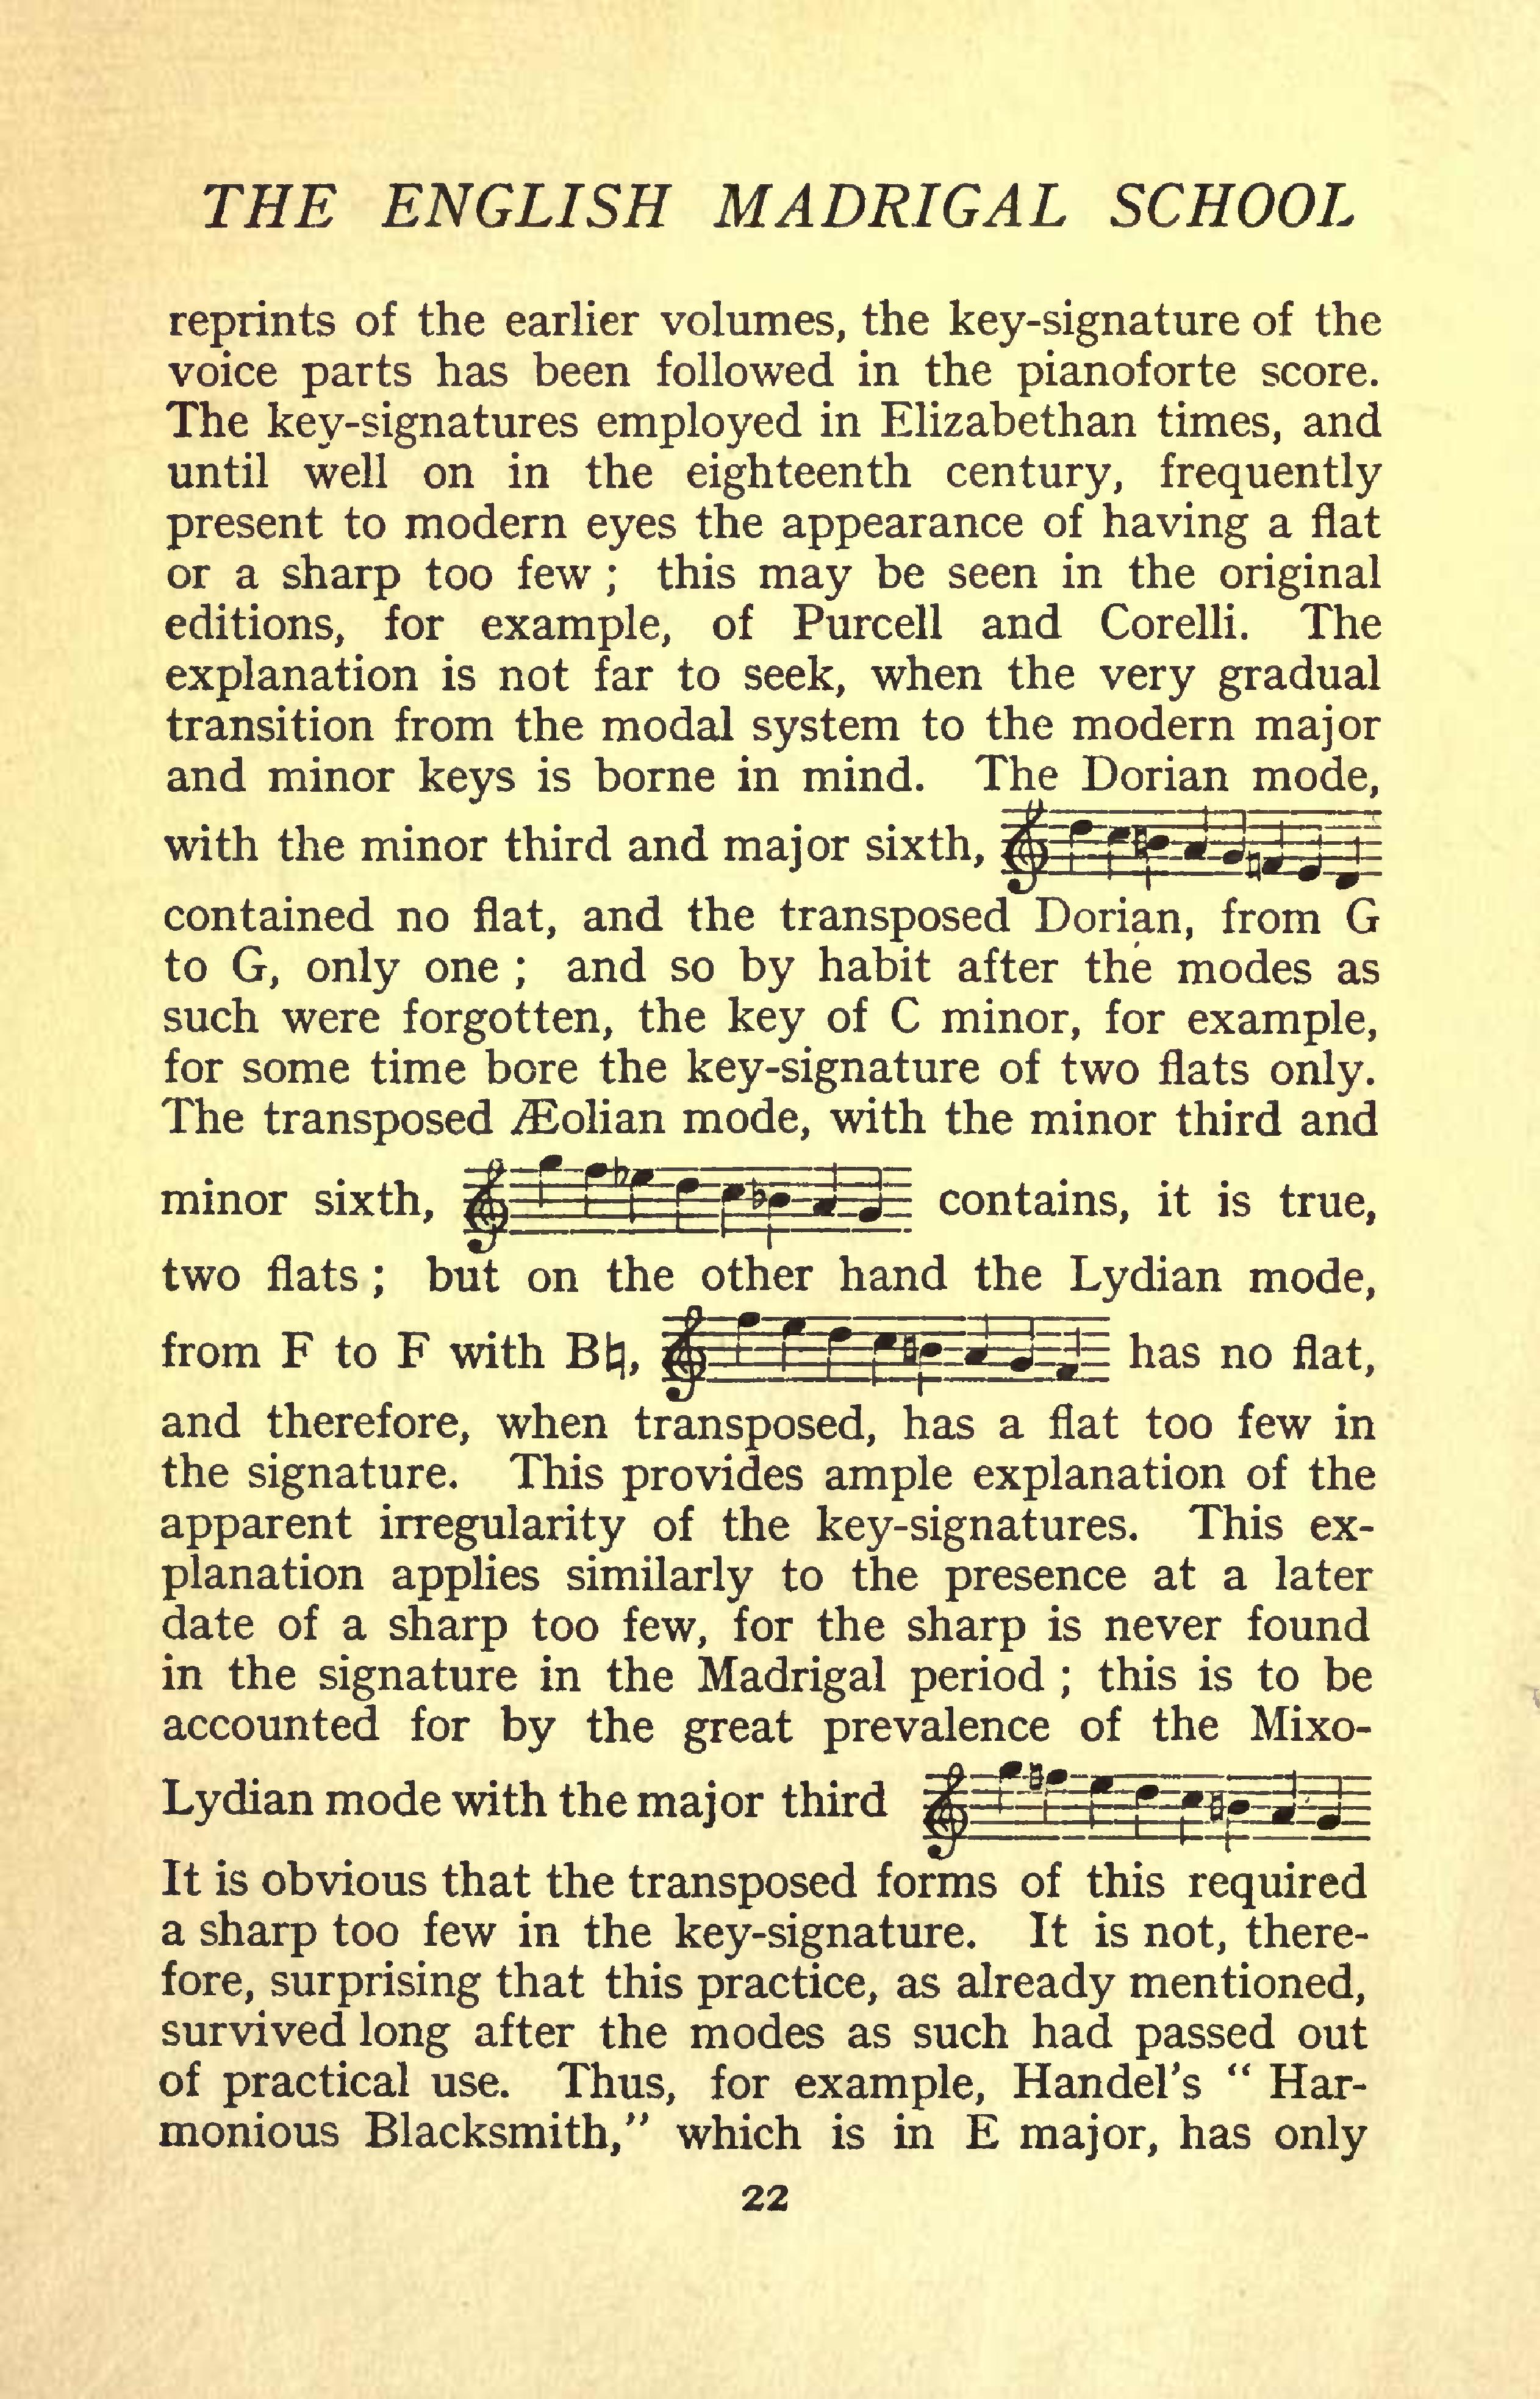 THE ENGLISH MADRIGAL SCHOOL
reprints of the earlier volumes, the key-signature of the
voice parts has been followed in the pianoforte score.
The key-signatures employed in Elizabethan times, and
until well on in the eighteenth century, frequently
present to modern eyes the appearance of having a flat
or a sharp too few ; this may be seen in the original
editions, for example, of Purcell and Corelli. The
explanation is not far to seek, when the very gradual
transition from the modal system to the modern major
and minor keys is borne in mind. The Dorian mode,
with the minor third and major sixth,
contained no flat, and the transposed Dorian, from G
to G, only one ; and so by habit after the modes as
such were forgotten, the key of C minor, for example,
for some time bore the key-signature of two flats only.
The transposed Æolian mode, with the minor third and
minor sixth, contains, it is true,
two flats ; but on the other hand the Lydian mode,
from F to F with B♮, has no flat,
and therefore, when transposed, has a flat too few in
the signature. This provides ample explanation of the
apparent irregularity of the key-signatures. This ex-
planation applies similarly to the presence at a later
date of a sharp too few, for the sharp is never found
in the signature in the Madrigal period ; this is to be
accounted for by the great prevalence of the Mixo-
Lydian mode with the major third
It is obvious that the transposed forms of this required
a sharp too few in the key-signature. It is not, there-
fore, surprising that this practice, as already mentioned,
survived long after the modes as such had passed out
of practical use. Thus, for example, Handel's “ Har-
monious Blacksmith,” which is in E major, has only
22